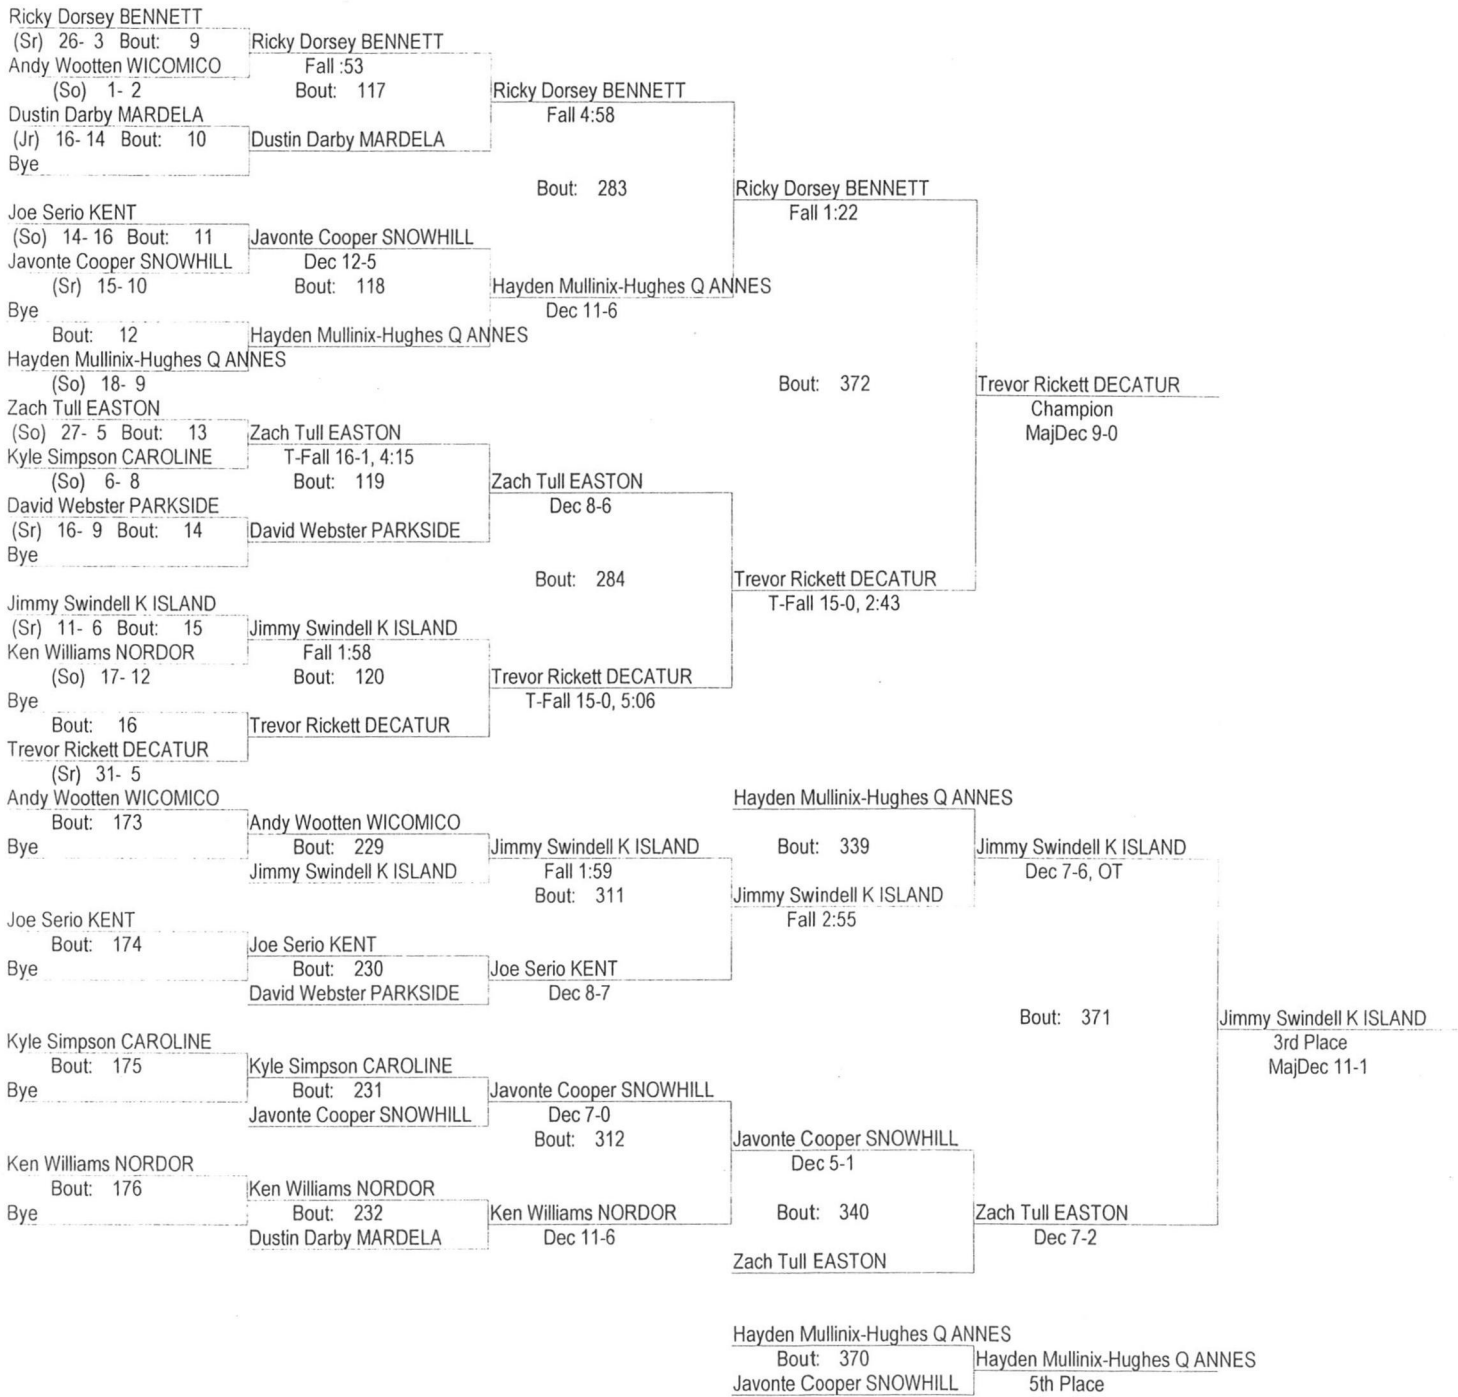 Ricky Dorsey BENNETT
(Sr) 26- 3 Bout: 9 Ricky Dorsey BENNETT
Andy Wootten WICOMICO Fall :53
(So) 1- 2 Bout: 117 Ricky Dorsey BENNETT
Dustin Darby MARDELA Fall 4:58
(Jr) 16- 14 Bout: 10 Dustin Darby MARDELA
Bye
Bout: 283 Ricky Dorsey BENNETT
Joe Serio KENT Fall 1:22
(So) 14- 16 Bout: 11 Javonte Cooper SNOWHILL
Javonte Cooper SNOWHILL Dec 12-5
(Sr) 15- 10 Bout: 118 Hayden Mullinix-Hughes Q ANNES
Bye Dec 11-6
Bout: 12 Hayden Mullinix-Hughes Q ANNES
Hayden Mullinix-Hughes Q ANNES
(So) 18- 9 Bout: 372 Trevor Rickett DECATUR
Zach Tull EASTON Champion
(So) 27- 5 Bout: 13 Zach Tull EASTON MajDec 9-0
Kyle Simpson CAROLINE T-Fall 16-1, 4:15
(So) 6- 8 Bout: 119 Zach Tull EASTON
David Webster PARKSIDE Dec 8-6
(Sr) 16- 9 Bout: 14 David Webster PARKSIDE
Bye
Bout: 284 Trevor Rickett DECATUR
Jimmy Swindell K ISLAND T-Fall 15-0, 2:43
(Sr) 11- 6 Bout: 15 Jimmy Swindell K ISLAND
Ken Williams NORDOR Fall 1:58
(So) 17- 12 Bout: 120 Trevor Rickett DECATUR
Bye T-Fall 15-0, 5:06
Bout: 16 Trevor Rickett DECATUR
Trevor Rickett DECATUR
(Sr) 31- 5
Andy Wootten WICOMICO Hayden Mullinix-Hughes Q ANNES
Bout: 173 Andy Wootten WICOMICO
Bye Bout: 229 Jimmy Swindell K ISLAND Bout: 339 Jimmy Swindell K ISLAND
Jimmy Swindell K ISLAND Fall 1:59 Dec 7-6, OT
Bout: 311 Jimmy Swindell K ISLAND
Joe Serio KENT Fall 2:55
Bout: 174 Joe Serio KENT
Bye Bout: 230 Joe Serio KENT
David Webster PARKSIDE Dec 8-7
Bout: 371 Jimmy Swindell K ISLAND
Kyle Simpson CAROLINE 3rd Place
Bout: 175 Kyle Simpson CAROLINE MajDec 11-1
Bye Bout: 231 Javonte Cooper SNOWHILL
Javonte Cooper SNOWHILL Dec 7-0
Bout: 312 Javonte Cooper SNOWHILL
Ken Williams NORDOR Dec 5-1
Bout: 176 Ken Williams NORDOR
Bye Bout: 232 Ken Williams NORDOR Bout: 340 Zach Tull EASTON
Dustin Darby MARDELA Dec 11-6 Dec 7-2
Zach Tull EASTON
Hayden Mullinix-Hughes Q ANNES
Bout: 370 Hayden Mullinix-Hughes Q ANNES
Javonte Cooper SNOWHILL 5th Place